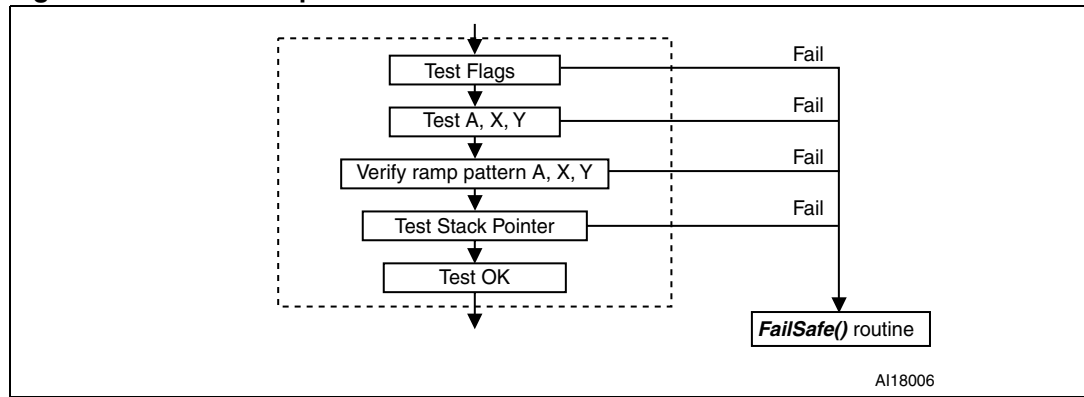 Test Flags
Fail
Test A, X, Y
Fail
Verify ramp pattern A, X, Y
Fail
Test Stack Pointer
Fail
Test OK
FailSafe() routine
AI18006